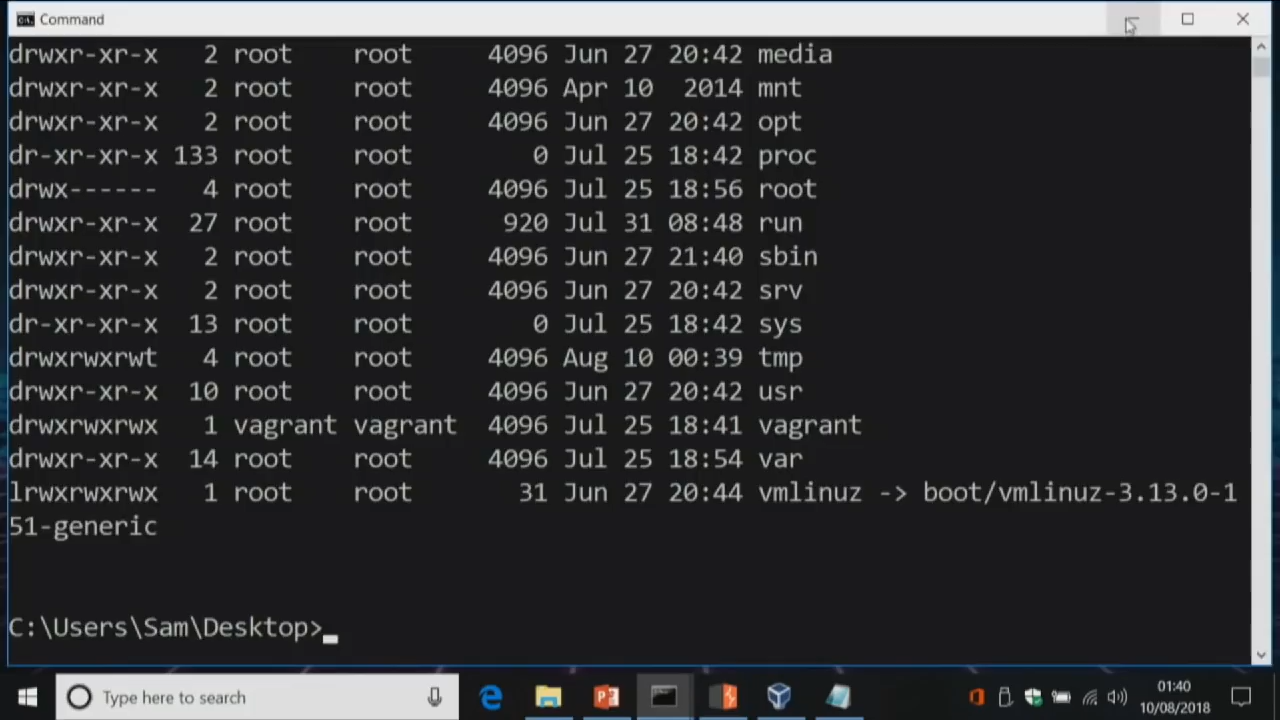 Command
drwxr-xr-x   2 root    root     4096 Jun 27 20:42 media
drwxr-xr-x   2 root    root     4096 Apr 10  2014 mnt
drwxr-xr-x   2 root    root     4096 Jun 27 20:42 opt
dr-xr-xr-x 133 root    root        0 Jul 25 18:42 proc
drwx------   4 root    root     4096 Jul 25 18:56 root
drwxr-xr-x  27 root    root      920 Jul 31 08:48 run
drwxr-xr-x   2 root    root     4096 Jun 27 21:40 sbin
drwxr-xr-x   2 root    root     4096 Jun 27 20:42 srv
dr-xr-xr-x  13 root    root        0 Jul 25 18:42 sys
drwxrwxrwt   4 root    root     4096 Aug 10 00:39 tmp
drwxr-xr-x  10 root    root     4096 Jun 27 20:42 usr
drwxrwxrwx   1 vagrant vagrant  4096 Jul 25 18:41 vagrant
drwxr-xr-x  14 root    root     4096 Jul 25 18:54 var
lrwxrwxrwx   1 root    root       31 Jun 27 20:44 vmlinuz -> boot/vmlinuz-3.13.0-1
51-generic
C:\Users\Sam\Desktop>
Type here to search
01:40
10/08/2018